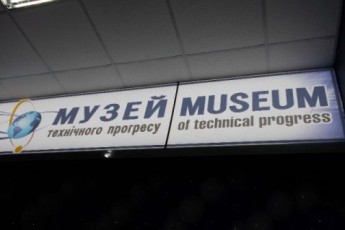 МУЗЕЙ
технічного прогресу
MUSEUM
of technical progress